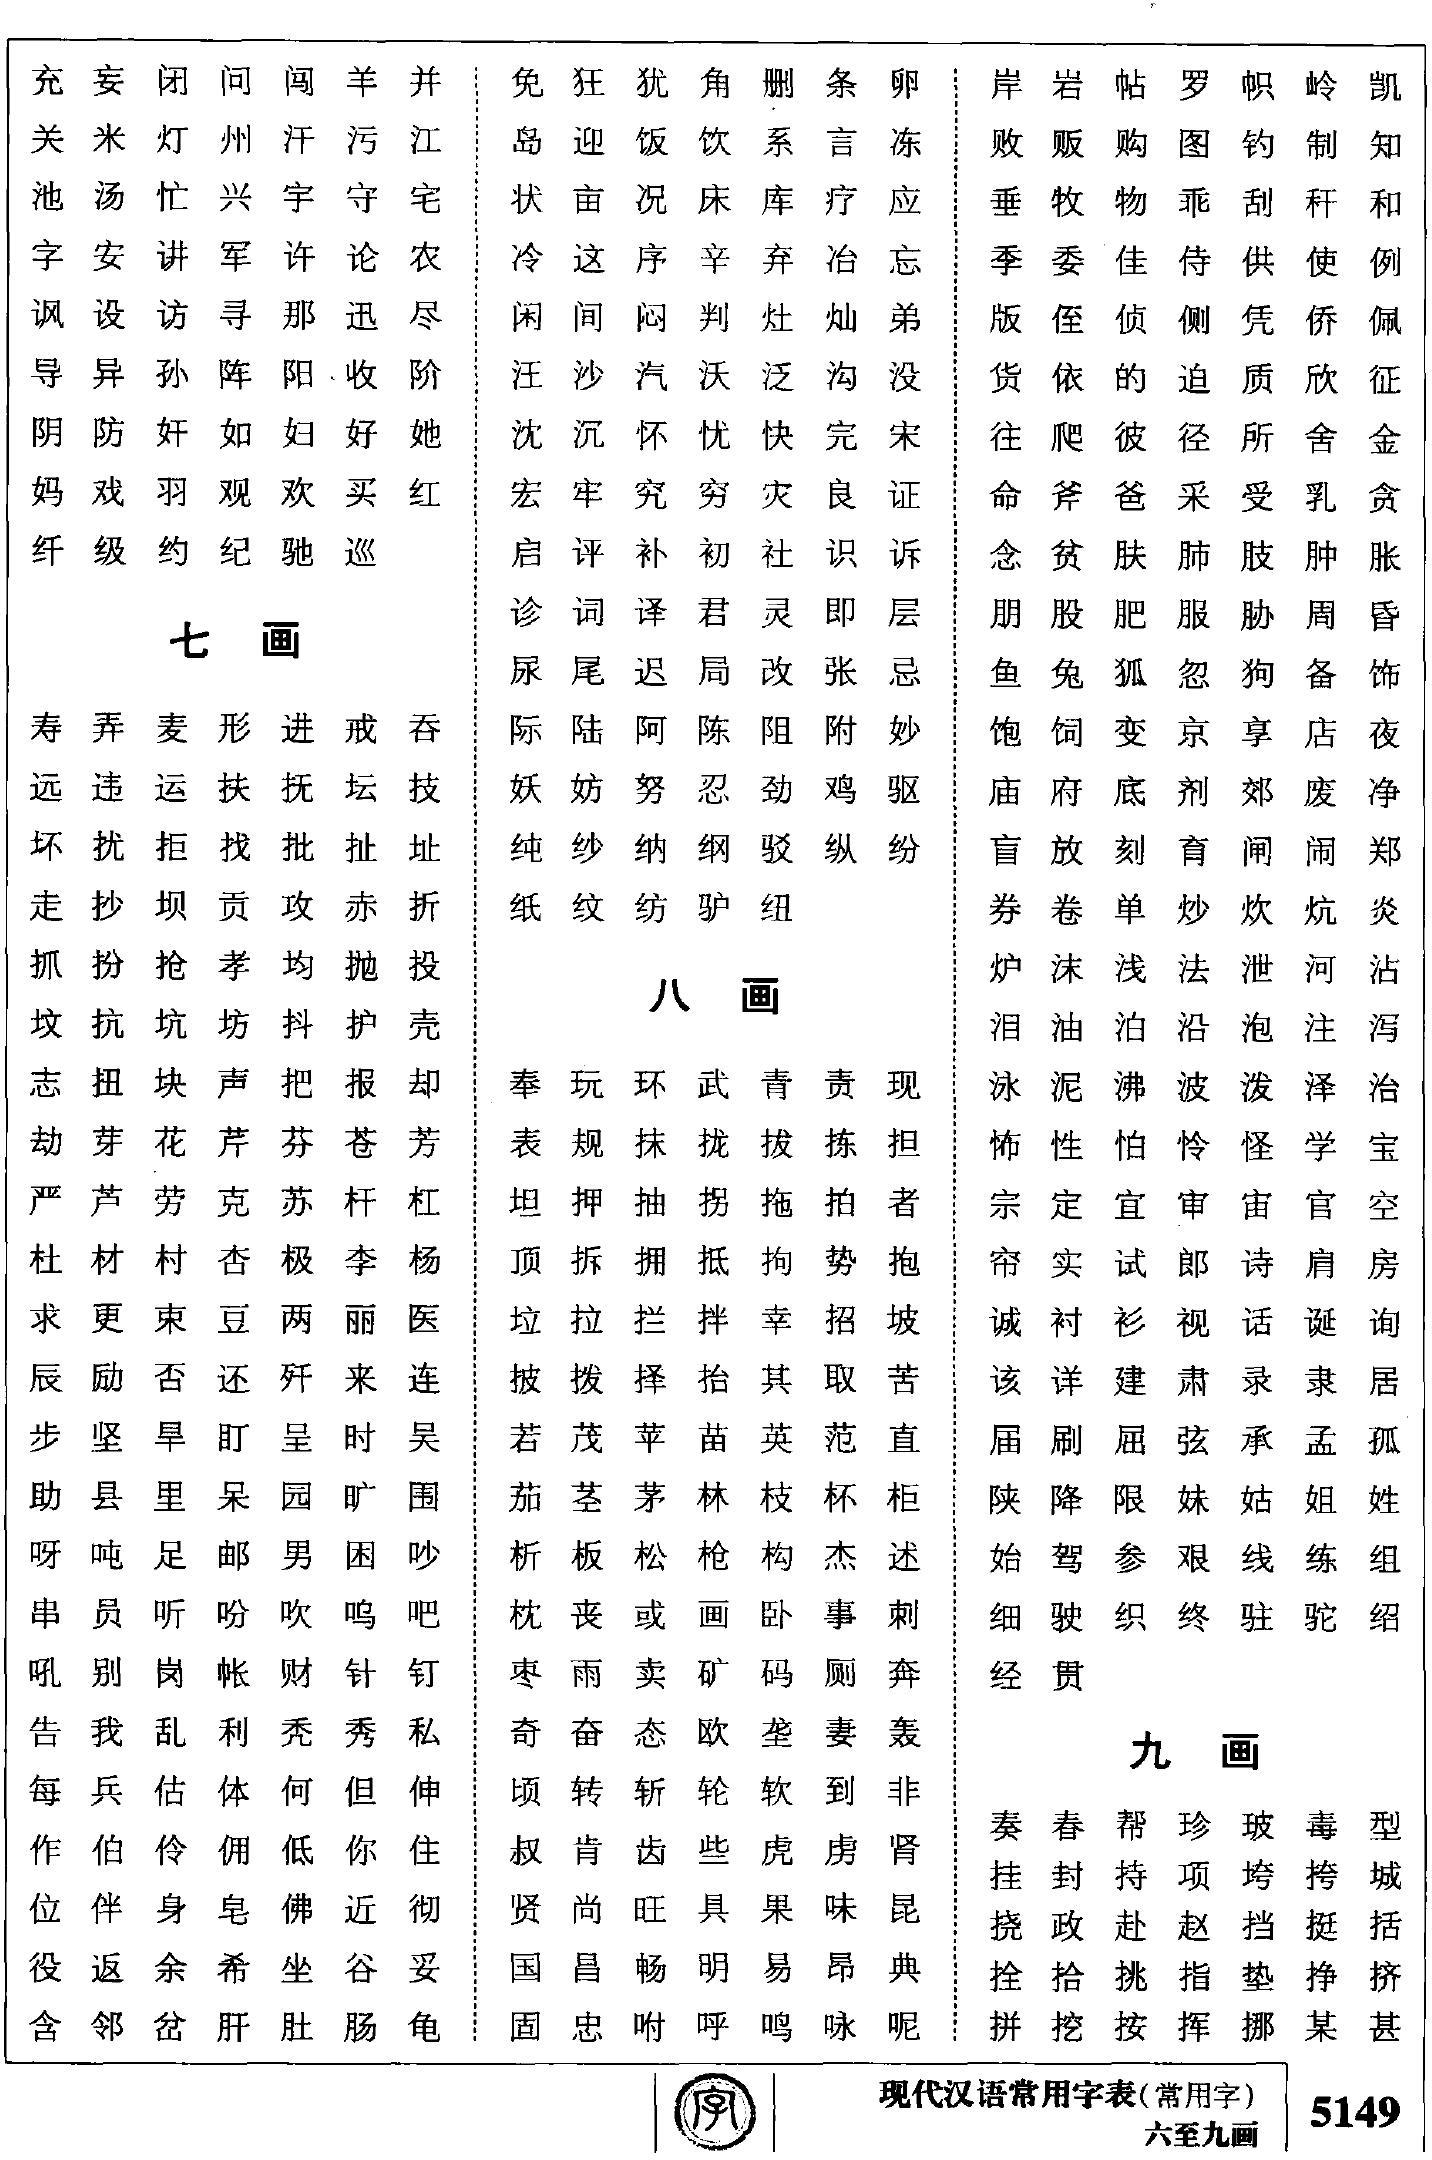 充妄闭问闯羊并
关米灯州汗污江
池汤忙兴宇守宅
字安讲军许论农
讽设访寻那迅尽
导异孙阵阳收阶
阴防奸如妇好她
妈戏羽观欢买红
纤级约纪驰巡
七画
寿弄麦形进戒吞
远违运扶抚坛技
坏扰拒找批扯址
走抄坝贡攻赤折
抓扮抢孝均抛投
坟抗坑坊抖护壳
志扭块声把报却
劫芽花芹芬苍芳
严芦劳克苏杆杠
杜材村杏极李杨
求更束豆两丽医
辰励否还歼来连
步坚旱盯呈时吴
助县里呆园旷围
呀吨足邮男困吵
串员听吩吹呜吧
吼别岗帐财针钉
告我乱利秃秀私
每兵估体何但伸
作伯伶佣低你住
位伴身皂佛近彻
役返余希坐谷妥
含邻岔肝肚肠龟
免狂犹角删条卵
岛迎饭饮系言冻
状亩况床库疗应
冷这序辛弃冶忘
闲间闷判灶灿弟
汪沙汽沃泛沟没
沈沉怀忧快完宋
宏牢究穷灾良证
启评补初社识诉
诊词译君灵即层
尿尾迟局改张忌
际陆阿陈阻附妙
妖妨努忍劲鸡驱
纯纱纳纲驳纵纷
纸纹纺驴纽
八画
奉玩环武青责现
表规抹拢拔拣担
坦押抽拐拖拍者
顶拆拥抵拘势抱
垃拉拦拌幸招坡
披拨择抬其取苦
若茂苹苗英范直
茄茎茅林枝杯柜
析板松枪构杰述
枕丧或画卧事刺
枣雨卖矿码厕奔
奇奋态欧垄妻轰
顷转斩轮软到非
叔肯齿些虎虏肾
贤尚旺具果味昆
国昌畅明易昂典
固忠咐呼鸣咏呢
岸岩帖罗帜岭凯
败贩购图钓制知
垂牧物乖刮秆和
季委佳侍供使例
版侄侦侧凭侨佩
货依的迫质欣征
往爬彼径所舍金
命斧爸采受乳贪
念贫肤肺肢肿胀
朋股肥服胁周昏
鱼兔狐忽狗备饰
饱饲变京享店夜
庙府底剂郊废净
盲放刻育闸闹郑
券卷单炒炊炕炎
炉沫浅法泄河沾
泪油泊沿泡注泻
泳泥沸波泼泽治
怖性怕怜怪学宝
宗定宜审宙官空
帘实试郎诗肩房
诚衬衫视话诞询
该详建肃录隶居
届刷屈弦承孟孤
陕降限妹姑姐姓
始驾参艰线练组
细驶织终驻驼绍
经贯
九画
奏春帮珍玻毒型
挂封持项垮挎城
挠政赴赵挡挺括
拴拾挑指垫挣挤
拼挖按挥挪某甚
字
现代汉语常用字表（常用字）
六至九画
5149